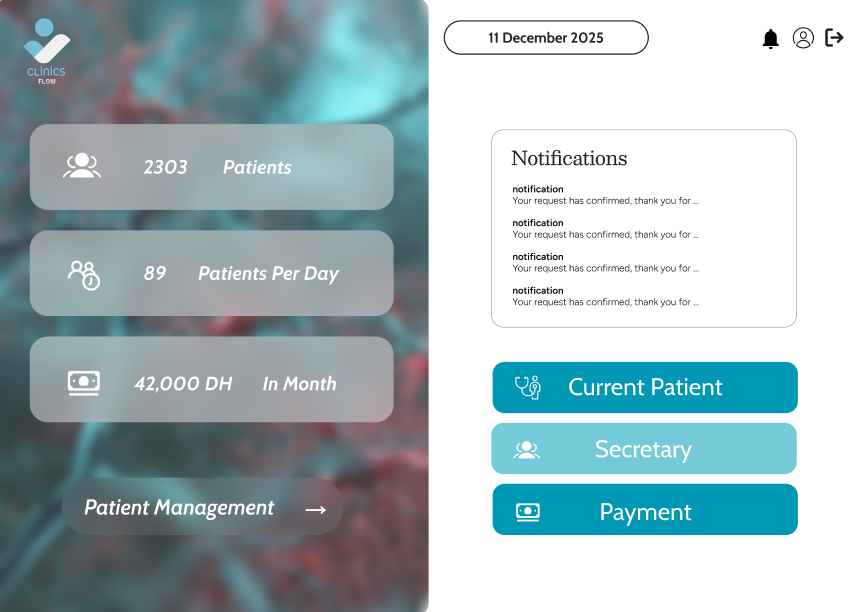 CLINICS
FLOW
2303 Patients
89 Patients Per Day
42,000 DH In Month
Patient Management →
11 December 2025
Notifications
notification
Your request has confirmed, thank you for ...
notification
Your request has confirmed, thank you for ...
notification
Your request has confirmed, thank you for ...
notification
Your request has confirmed, thank you for ...
Current Patient
Secretary
Payment